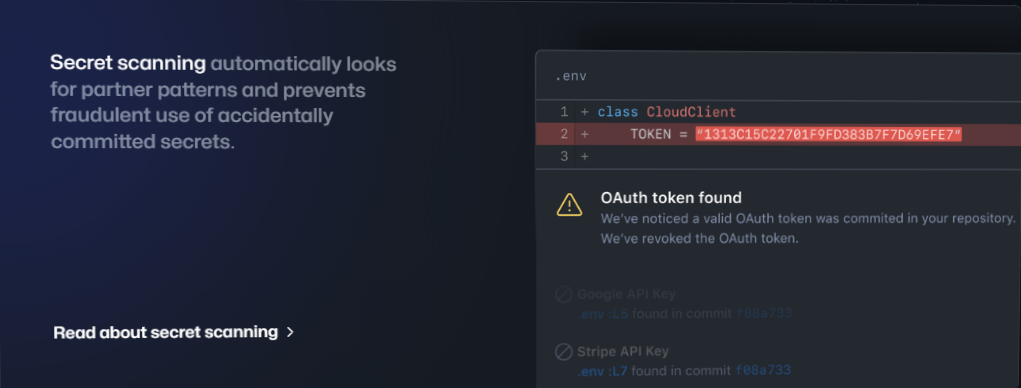 Secret scanning automatically looks
for partner patterns and prevents
fraudulent use of accidentally
committed secrets.
Read about secret scanning >
.env
1 + class CloudClient
2 + TOKEN = "1313C15C22701F9FD383B7F7D69EFE7"
3 +
OAuth token found
We've noticed a valid OAuth token was commited in your repository.
We've revoked the OAuth token.
Google API Key
.env :L5 found in commit f08a733
Stripe API Key
.env :L7 found in commit f08a733